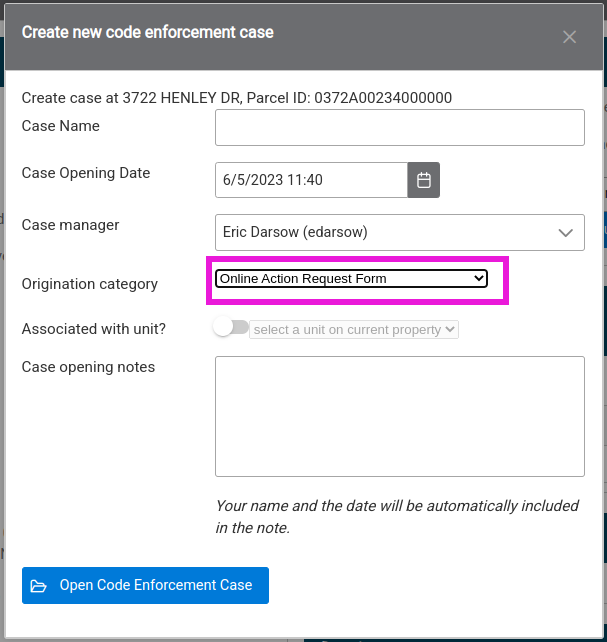 Create new code enforcement case
Create case at 3722 HENLEY DR, Parcel ID: 0372A00234000000
Case Name
Case Opening Date
6/5/2023 11:40
Case manager
Eric Darsow (edarsow)
Origination category
Online Action Request Form
Associated with unit?
select a unit on current property
Case opening notes
Your name and the date will be automatically included
in the note.
Open Code Enforcement Case